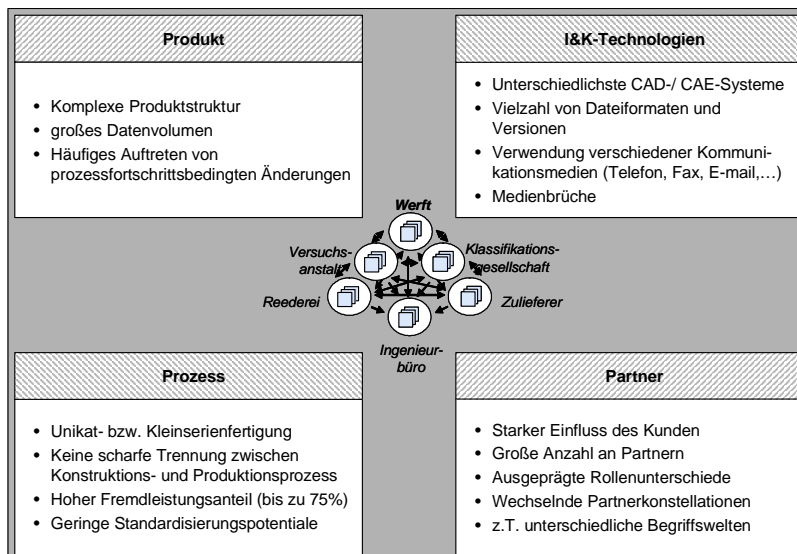 Produkt
• Komplexe Produktstruktur
• großes Datenvolumen
• Häufiges Auftreten von
prozessfortschrittsbedingten Änderungen
I&K-Technologien
• Unterschiedlichste CAD-/ CAE-Systeme
• Vielzahl von Dateiformaten und
Versionen
• Verwendung verschiedener Kommuni-
kationsmedien (Telefon, Fax, E-mail,…)
• Medienbrüche
Werft
Versuchs-
anstalt
Klassifikations-
gesellschaft
Reederei
Zulieferer
Ingenieur-
büro
Prozess
• Unikat- bzw. Kleinserienfertigung
• Keine scharfe Trennung zwischen
Konstruktions- und Produktionsprozess
• Hoher Fremdleistungsanteil (bis zu 75%)
• Geringe Standardisierungspotentiale
Partner
• Starker Einfluss des Kunden
• Große Anzahl an Partnern
• Ausgeprägte Rollenunterschiede
• Wechselnde Partnerkonstellationen
• z.T. unterschiedliche Begriffswelten